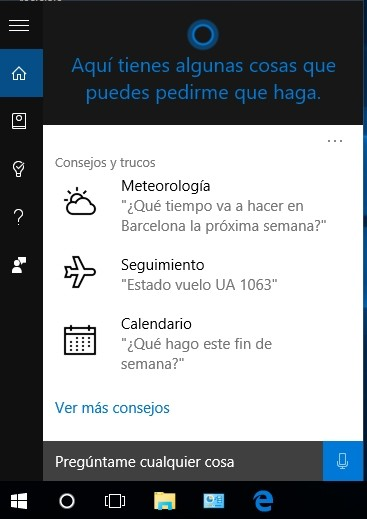 Aquí tienes algunas cosas que
puedes pedirme que haga.
Consejos y trucos
Meteorología
"¿Qué tiempo va a hacer en
Barcelona la próxima semana?"
Seguimiento
"Estado vuelo UA 1063"
Calendario
"¿Qué hago este fin de
semana?"
Ver más consejos
Pregúntame cualquier cosa